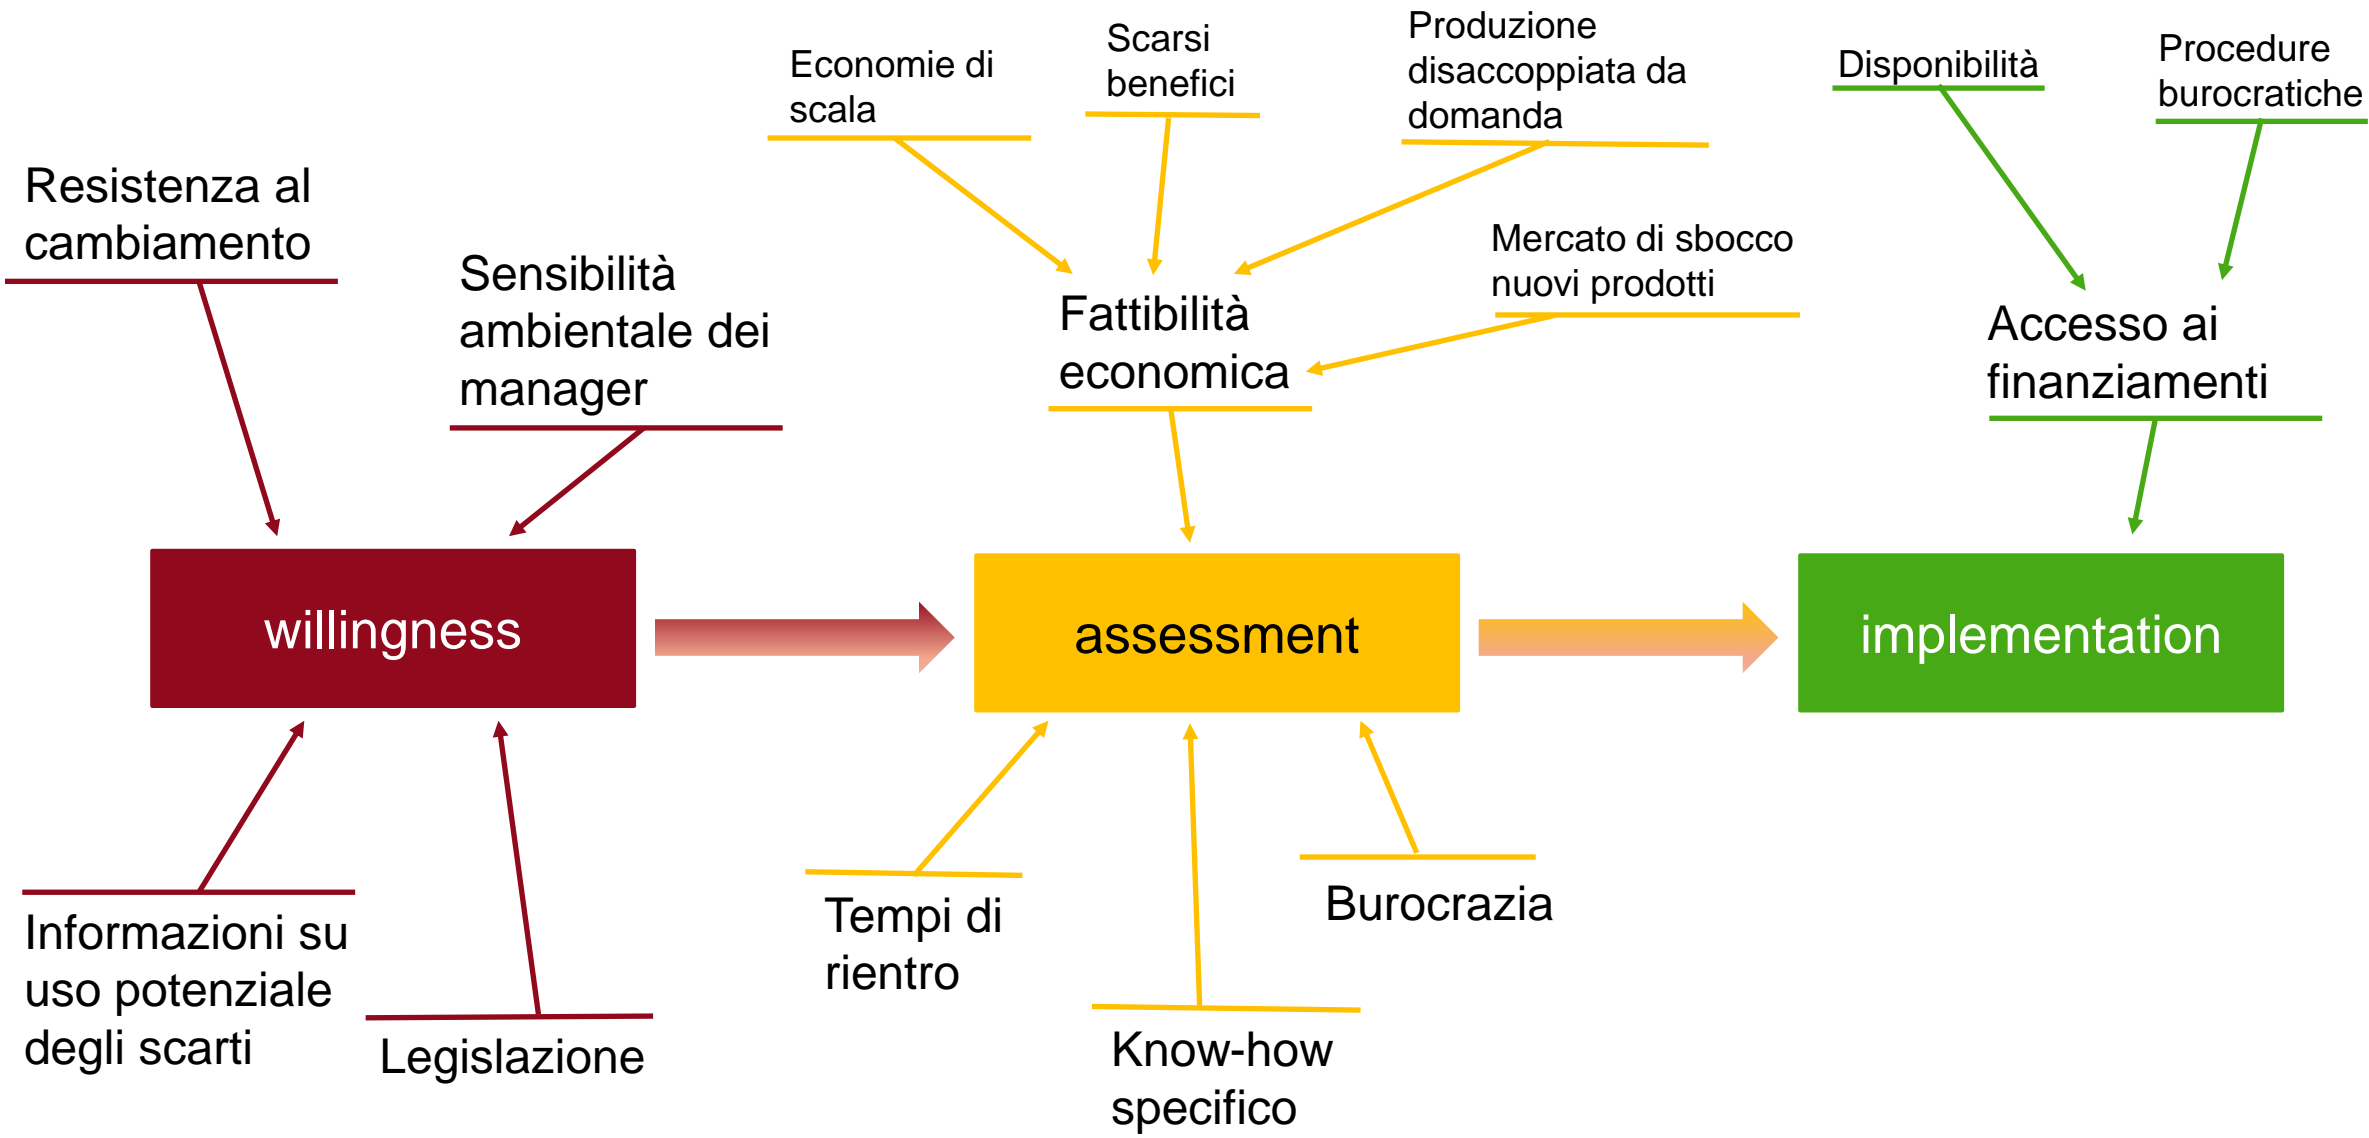 Economie di
scala
Scarsi
benefici
Produzione
disaccoppiata da
domanda
Disponibilità
Procedure
burocratiche
Resistenza al
cambiamento
Sensibilità
ambientale dei
manager
Fattibilità
economica
Mercato di sbocco
nuovi prodotti
Accesso ai
finanziamenti
willingness
assessment
implementation
Informazioni su
uso potenziale
degli scarti
Legislazione
Tempi di
rientro
Know-how
specifico
Burocrazia